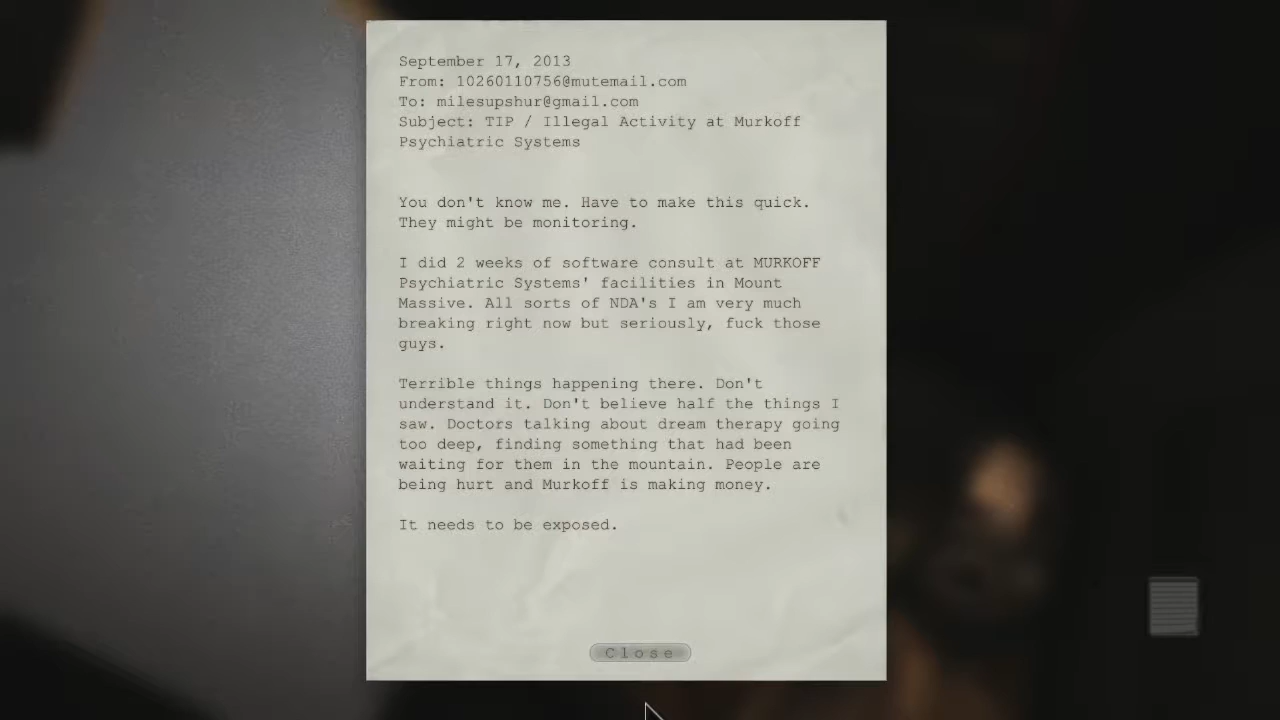 September 17, 2013
From: 10260110756@mutemail.com
To: milesupshur@gmail.com
Subject: TIP / Illegal Activity at Murkoff
Psychiatric Systems
You don't know me. Have to make this quick.
They might be monitoring.
I did 2 weeks of software consult at MURKOFF
Psychiatric Systems' facilities in Mount
Massive. All sorts of NDA's I am very much
breaking right now but seriously, fuck those
guys.
Terrible things happening there. Don't
understand it. Don't believe half the things I
saw. Doctors talking about dream therapy going
too deep, finding something that had been
waiting for them in the mountain. People are
being hurt and Murkoff is making money.
It needs to be exposed.
Close